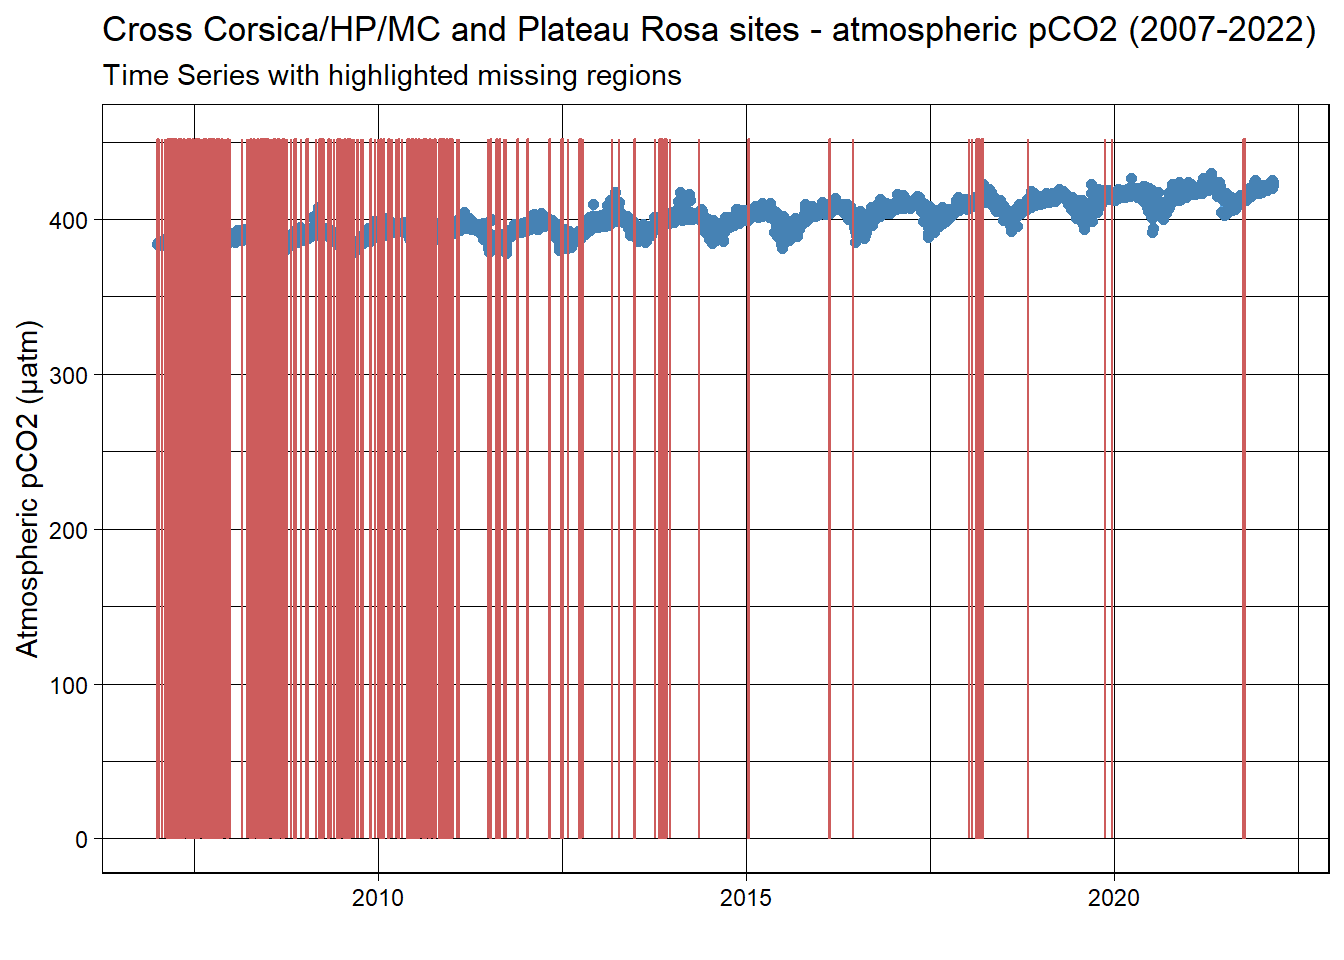 Cross Corsica/HP/MC and Plateau Rosa sites - atmospheric pCO2 (2007-2022)
Time Series with highlighted missing regions
Atmospheric pCO2 (µatm)
400
300
200
100
0
2010 2015 2020